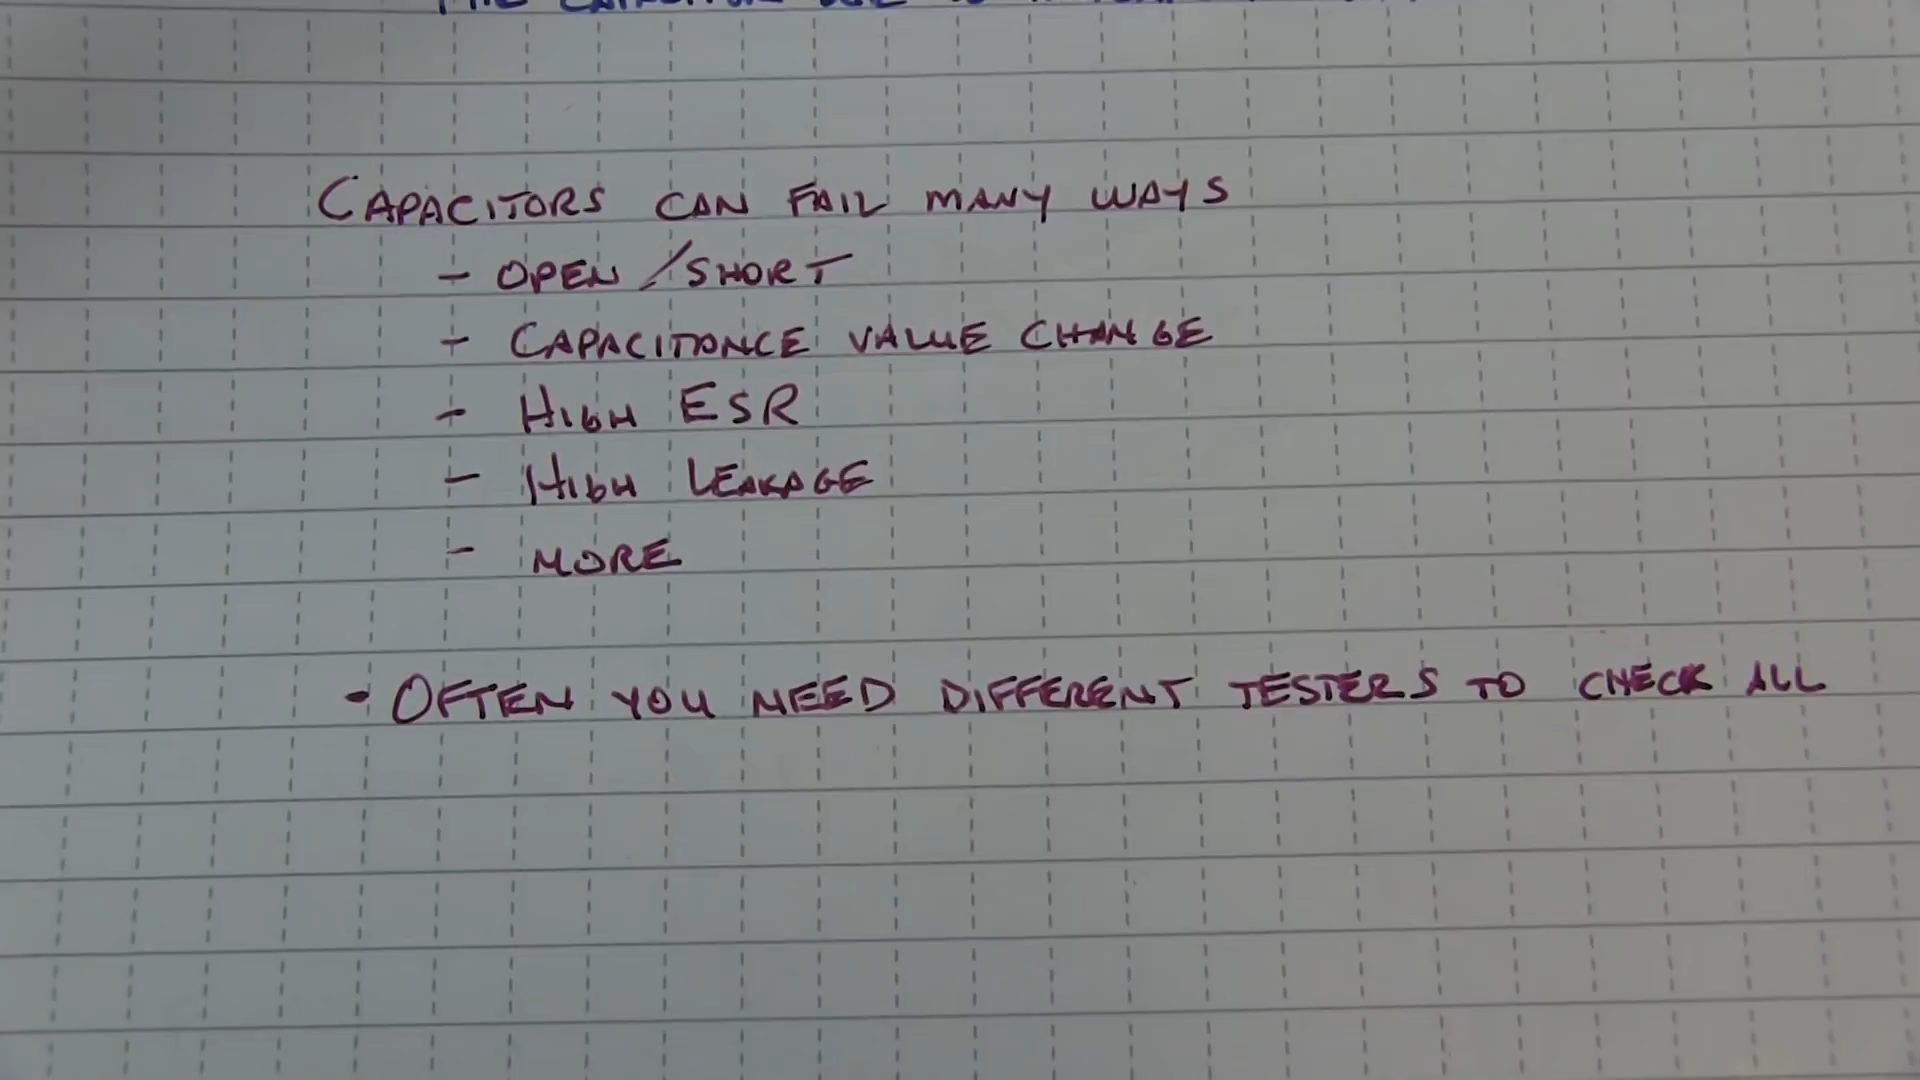 CAPACITORS CAN FAIL MANY WAYS
- OPEN / SHORT
- CAPACITANCE VALUE CHANGE
- HIGH ESR
- HIGH LEAKAGE
- MORE
- OFTEN YOU NEED DIFFERENT TESTERS TO CHECK ALL